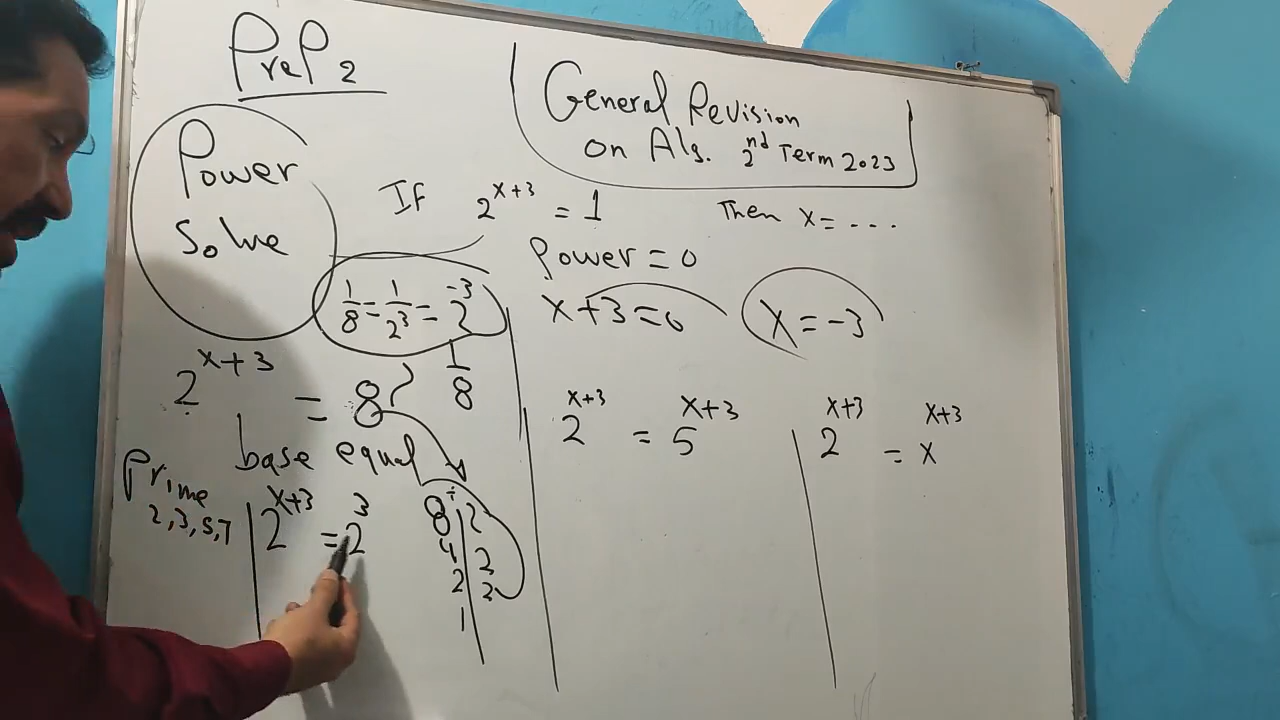 Prep 2
General Revision
on Alg. 2nd Term 2023
Power
Solve
If 2^{x+3} = 1 Then x = ...
Power = 0
x+3=0 x = -3
1/8 = 1/2^3 = 2^{-3}
2^{x+3} = 8? 1/8
base equal
Prime
2,3,5,7
2^{x+3} = 2^3
8 ÷ 2
4 2
2 2
1
2^{x+3} = 5^{x+3}
2^{x+3} = x^{x+3}